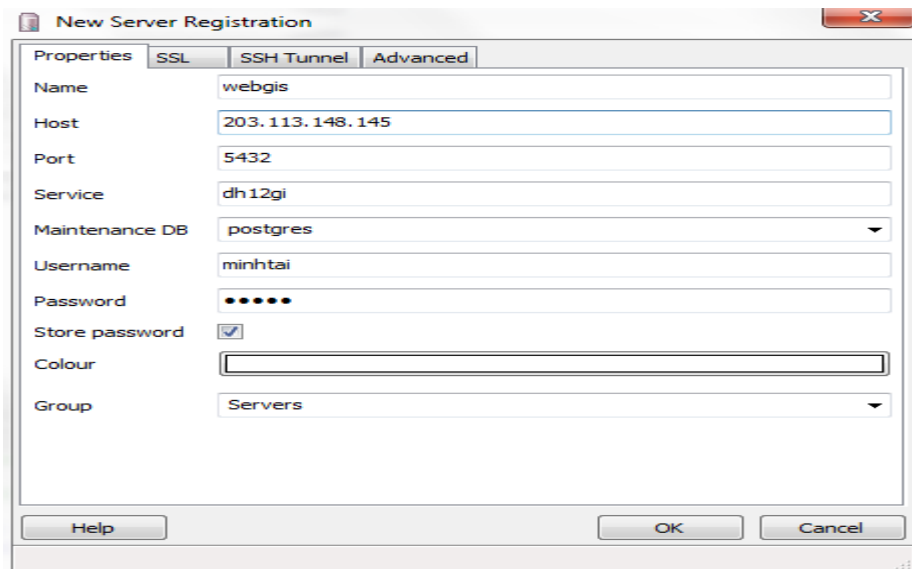 New Server Registration
Properties SSL SSH Tunnel Advanced
Name webgis
Host 203.113.148.145
Port 5432
Service dh12gi
Maintenance DB postgres
Username minhtai
Password •••••
Store password
Colour
Group Servers
Help OK Cancel